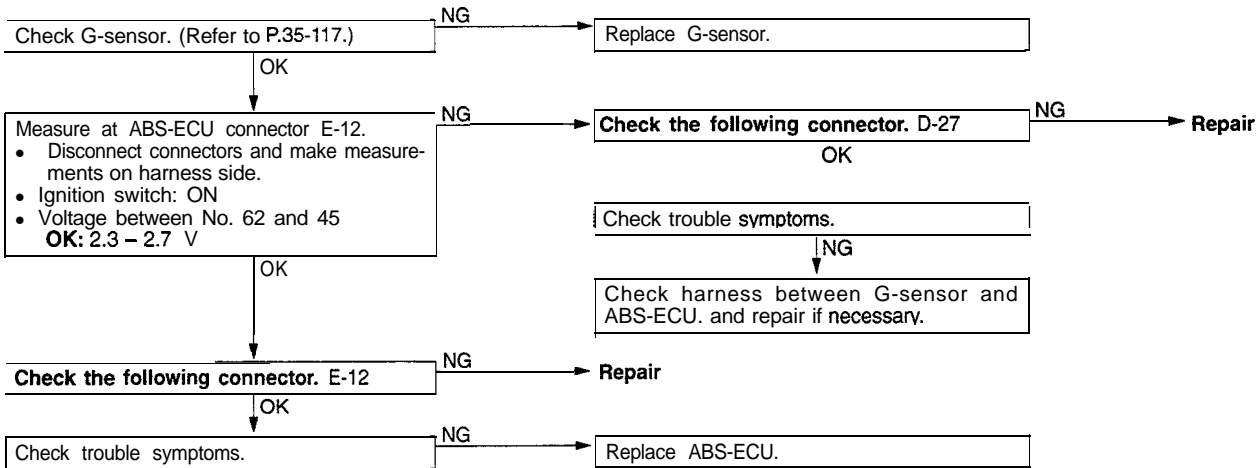 NG
Check G-sensor. (Refer to P.35-117.)
Replace G-sensor.
OK
NG
NG
Measure at ABS-ECU connector E-12.
• Disconnect connectors and make measure-
ments on harness side.
• Ignition switch: ON
• Voltage between No. 62 and 45
OK: 2.3 – 2.7 V
Check the following connector. D-27
Repair
OK
Check trouble symptoms.
NG
OK
Check harness between G-sensor and
ABS-ECU. and repair if necessary.
NG
Check the following connector. E-12
Repair
OK
NG
Check trouble symptoms.
Replace ABS-ECU.